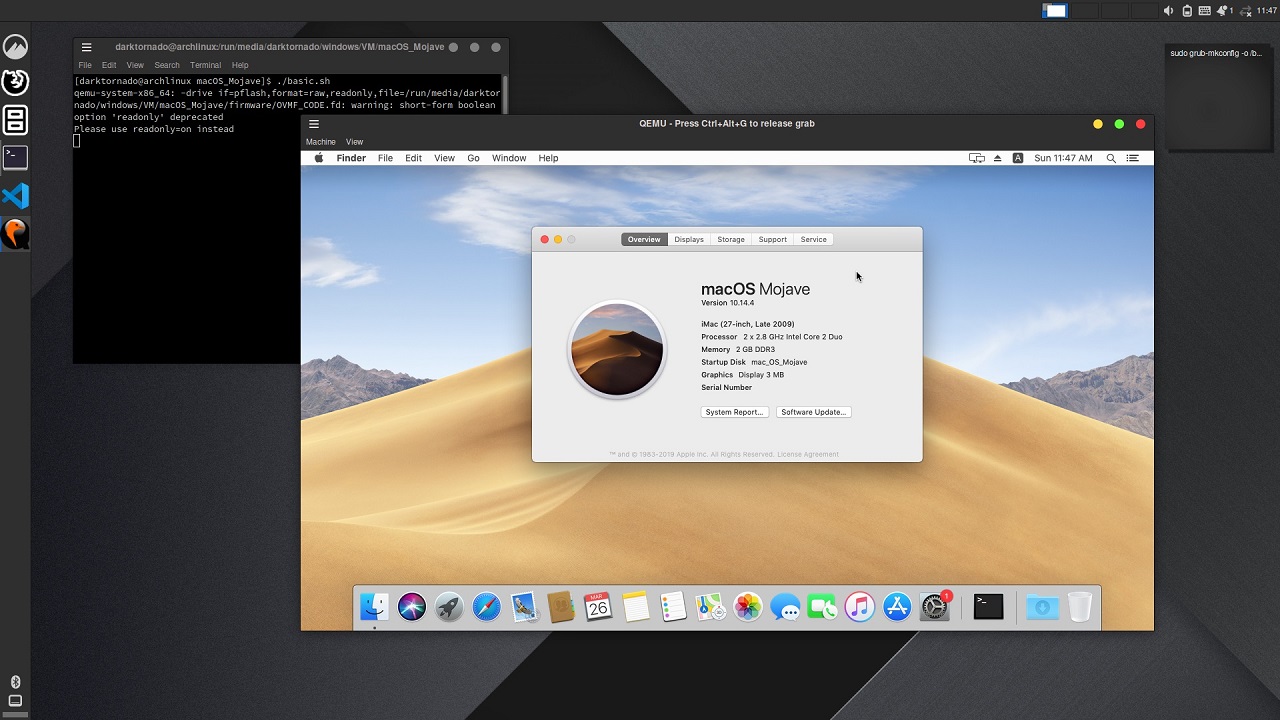 1 11:47
sudo grub-mkconfig -o /b...
darktornado@archlinux:/run/media/darktornado/windows/VM/macOS_Mojave
File Edit View Search Terminal Help
[darktornado@archlinux macOS_Mojave]$ ./basic.sh
qemu-system-x86_64: -drive if=pflash,format=raw,readonly,file=/run/media/darktor
nado/windows/VM/macOS_Mojave/firmware/OVMF_CODE.fd: warning: short-form boolean
option 'readonly' deprecated
Please use readonly=on instead
QEMU - Press Ctrl+Alt+G to release grab
Machine View
Finder File Edit View Go Window Help A Sun 11:47 AM
Overview Displays Storage Support Service
macOS Mojave
Version 10.14.4
iMac (27-inch, Late 2009)
Processor 2 x 2.8 GHz Intel Core 2 Duo
Memory 2 GB DDR3
Startup Disk mac_OS_Mojave
Graphics Display 3 MB
Serial Number
System Report... Software Update...
™ and © 1983-2019 Apple Inc. All Rights Reserved. License Agreement
MAR
26
1
>_